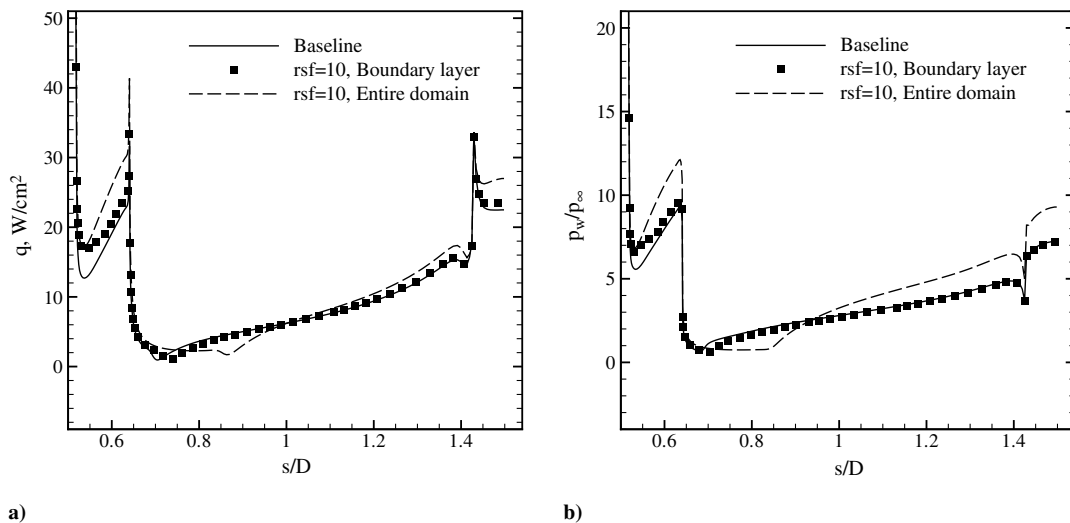 Baseline
rsf=10, Boundary layer
rsf=10, Entire domain
q, W/cm²
50
40
30
20
10
0
0.6
0.8
1
1.2
1.4
s/D
a)
Baseline
rsf=10, Boundary layer
rsf=10, Entire domain
p_w/p_∞
20
15
10
5
0
0.6
0.8
1
1.2
1.4
s/D
b)